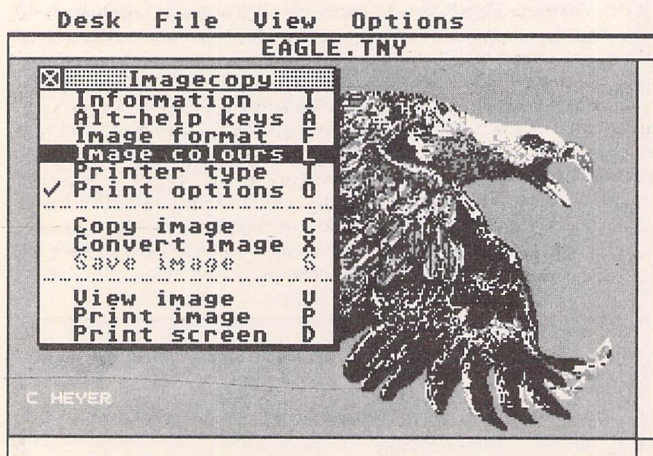 Desk File View Options
EAGLE.TNY
Imagecopy
Information I
Alt-help keys A
Image format F
Image colours L
Printer type T
✓ Print options O
Copy image C
Convert image X
Save image S
View image V
Print image P
Print screen D
C HEYER